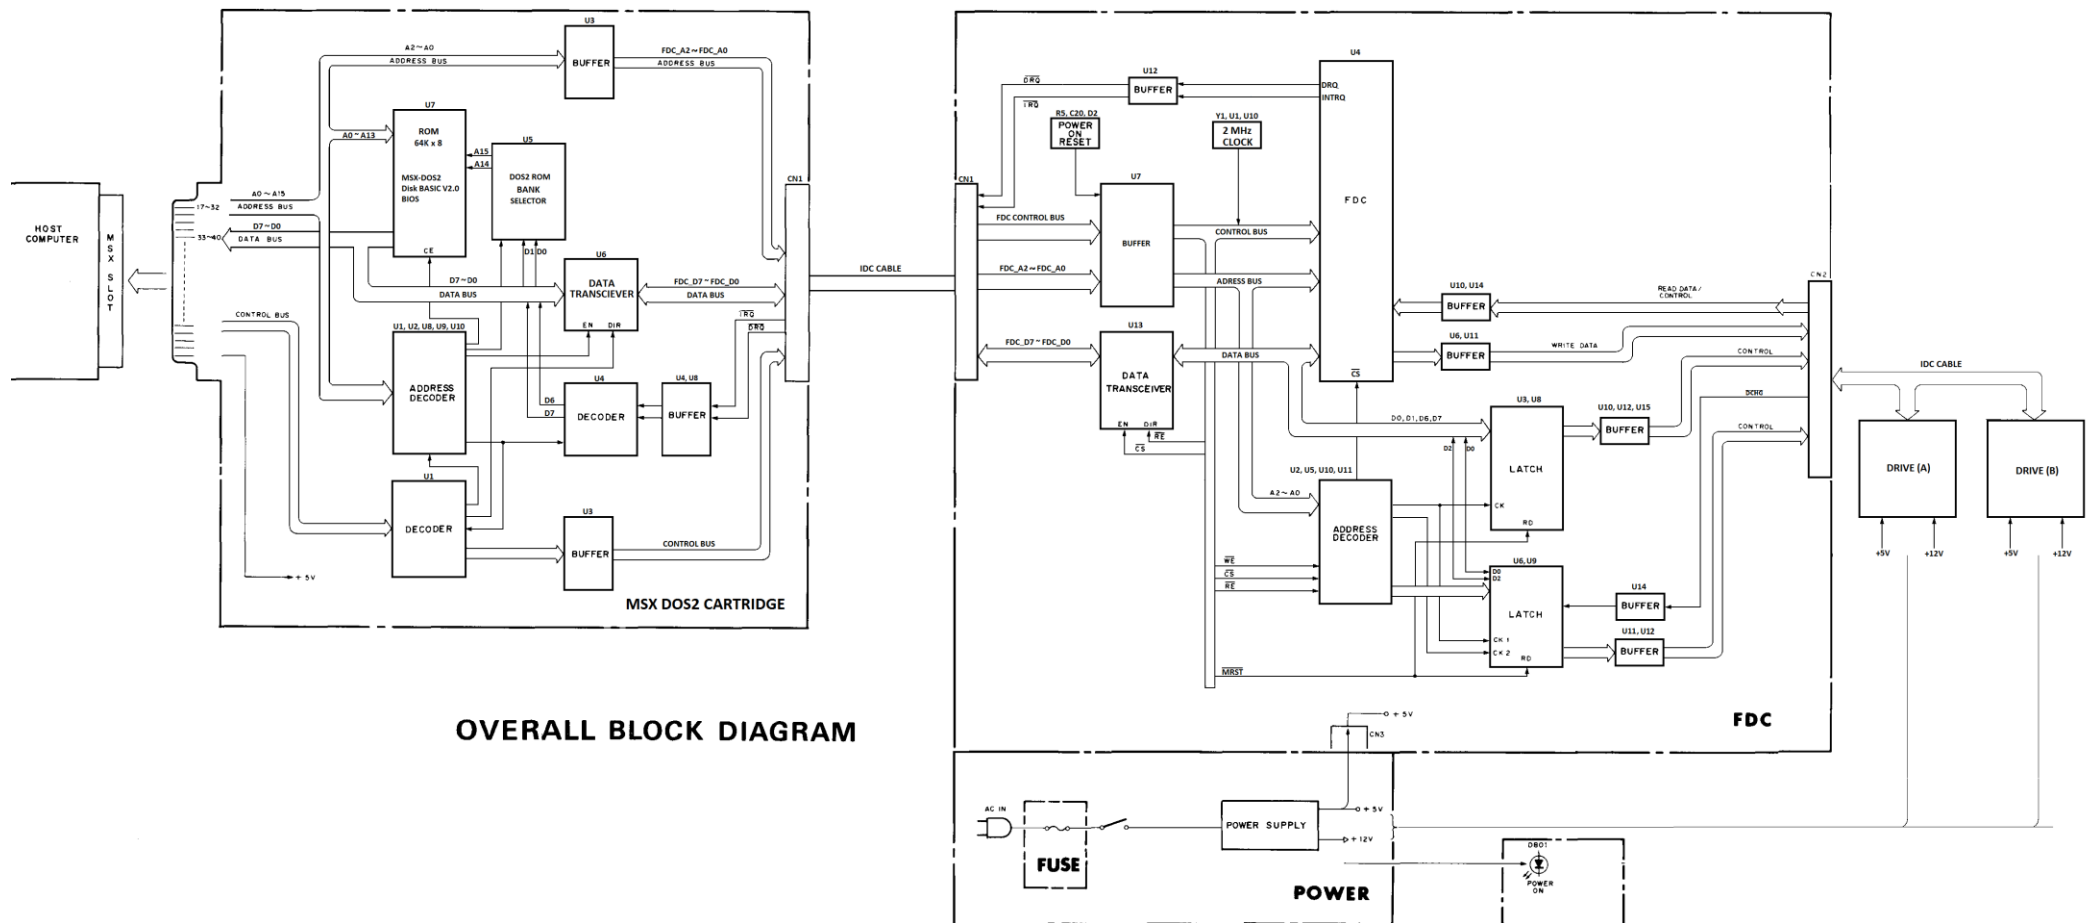 HOST
COMPUTER
MSX SLOT
17~32
33~40
A0~A15
ADDRESS BUS
D7~D0
DATA BUS
CONTROL BUS
+ 5V
A2~A0
ADDRESS BUS
U3
BUFFER
FDC_A2~FDC_A0
ADDRESS BUS
A0~A13
U7
ROM
64K x 8
MSX-DOS2
Disk BASIC V2.0
BIOS
CE
A15
A14
U5
DOS2 ROM
BANK
SELECTOR
D1
D0
D7~D0
DATA BUS
U6
DATA
TRANSCIEVER
EN
DIR
FDC_D7~FDC_D0
DATA BUS
IRQ
DRQ
U1, U2, U8, U9, U10
ADDRESS
DECODER
D6
D7
U4
DECODER
U4, U8
BUFFER
U1
DECODER
U3
BUFFER
CONTROL BUS
CN1
MSX DOS2 CARTRIDGE
IDC CABLE
CN1
DRQ
IRQ
U12
BUFFER
R5, C20, D2
POWER
ON
RESET
Y1, U1, U10
2 MHz
CLOCK
U4
DRQ
INTRQ
FDC
CS
FDC CONTROL BUS
FDC_A2~FDC_A0
U7
BUFFER
CONTROL BUS
ADRESS BUS
FDC_D7~FDC_D0
U13
DATA
TRANSCEIVER
EN
DIR
RE
CS
DATA BUS
U10, U14
BUFFER
READ DATA/
CONTROL
U6, U11
BUFFER
WRITE DATA
CONTROL
DCHG
CONTROL
CN2
D0, D1, D6, D7
D2
D0
U3, U8
LATCH
CK
RD
U10, U12, U15
BUFFER
U2, U5, U10, U11
A2~A0
ADDRESS
DECODER
WE
CS
RE
MRST
U6, U9
D0
D2
LATCH
CK 1
CK 2
RD
U14
BUFFER
U11, U12
BUFFER
IDC CABLE
DRIVE (A)
DRIVE (B)
+5V
+12V
+5V
+12V
OVERALL BLOCK DIAGRAM
FDC
+ 5V
CN3
AC IN
FUSE
POWER SUPPLY
+ 5V
+ 12V
POWER
D801
POWER
ON